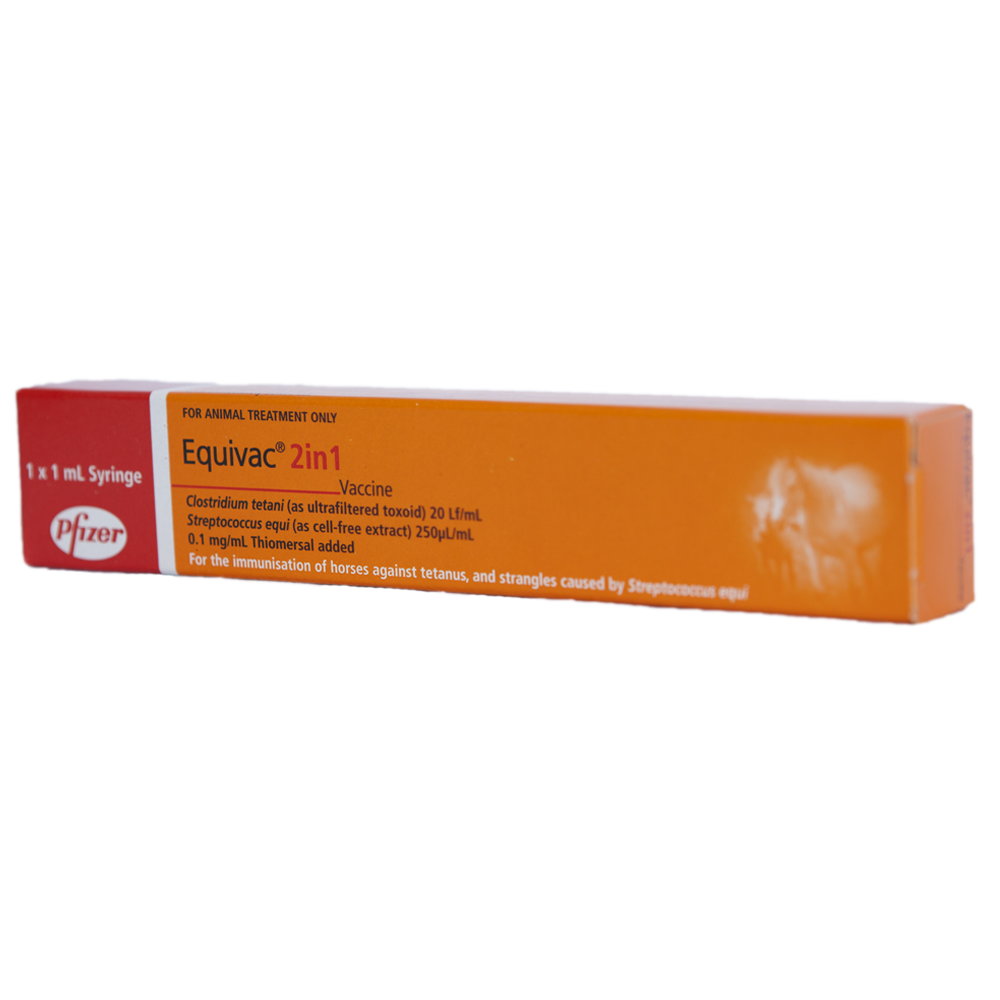 1 x 1 mL Syringe
Pfizer
FOR ANIMAL TREATMENT ONLY
Equivac® 2in1
Vaccine
Clostridium tetani (as ultrafiltered toxoid) 20 Lf/mL
Streptococcus equi (as cell-free extract) 250µL/mL
0.1 mg/mL Thiomersal added
For the immunisation of horses against tetanus, and strangles caused by Streptococcus equi